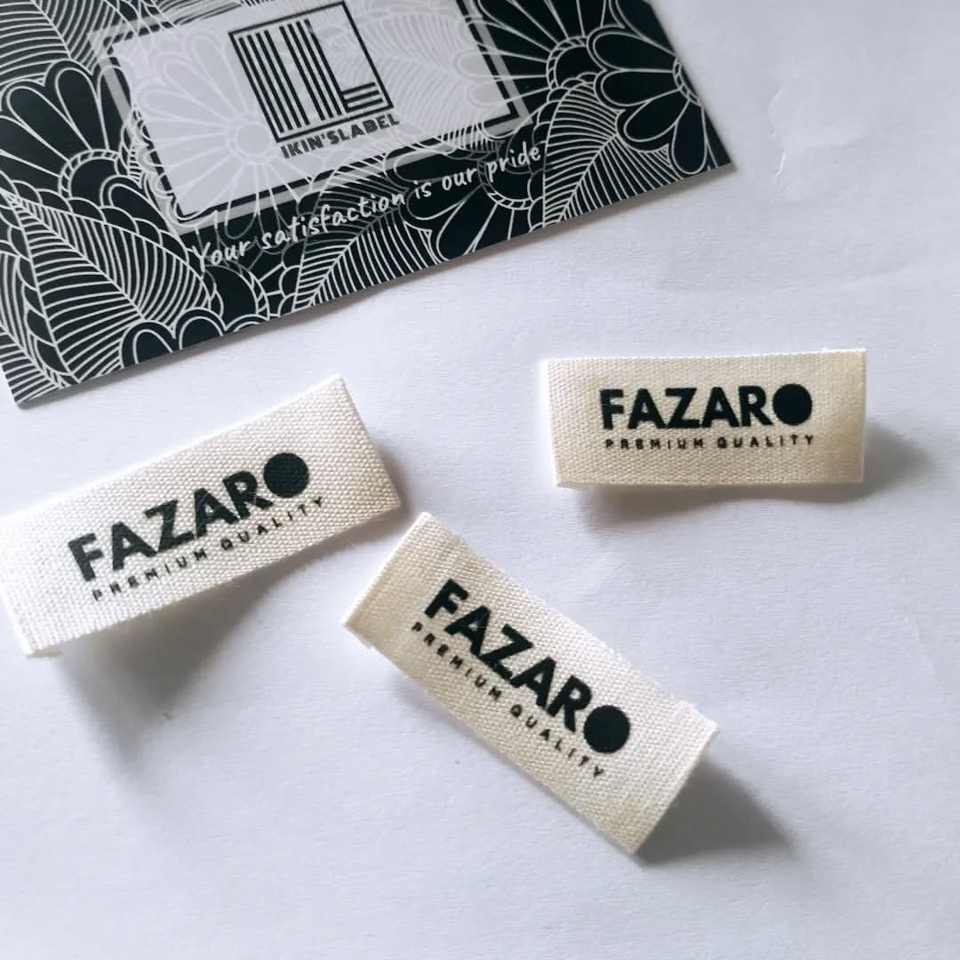 IKIN'SLABEL
Your satisfaction is our pride
FAZARO
PREMIUM QUALITY
FAZARO
PREMIUM QUALITY
FAZARO
PREMIUM QUALITY